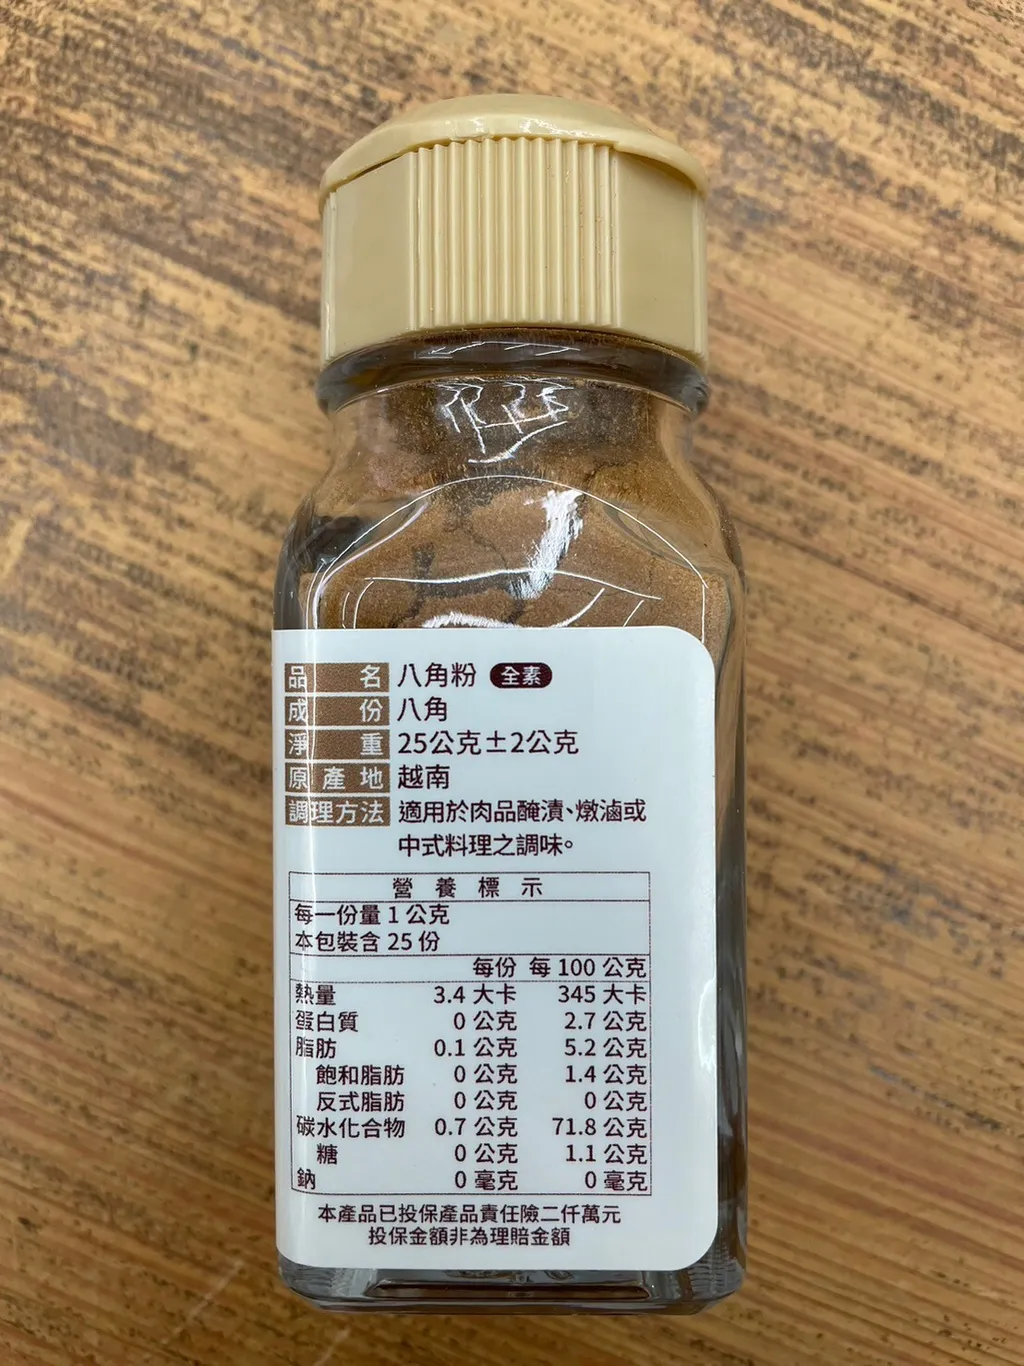 品名 八角粉 全素
成份 八角
淨重 25公克±2公克
原產地 越南
調理方法 適用於肉品醃漬、燉滷或
中式料理之調味。
營養標示
每一份量 1 公克
本包裝含 25 份
每份 每 100 公克
熱量 3.4 大卡 345 大卡
蛋白質 0 公克 2.7 公克
脂肪 0.1 公克 5.2 公克
飽和脂肪 0 公克 1.4 公克
反式脂肪 0 公克 0 公克
碳水化合物 0.7 公克 71.8 公克
糖 0 公克 1.1 公克
鈉 0 毫克 0 毫克
本產品已投保產品責任險二仟萬元
投保金額非為理賠金額